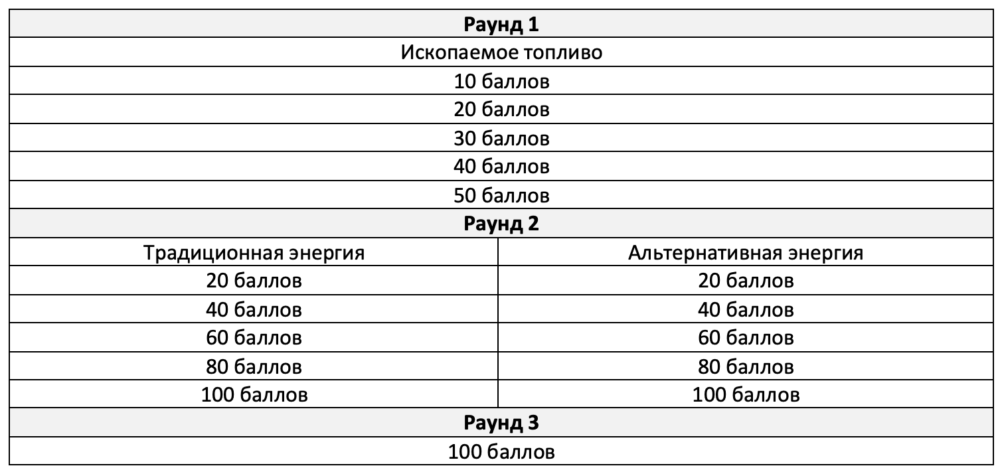 Раунд 1
Ископаемое топливо
10 баллов
20 баллов
30 баллов
40 баллов
50 баллов
Раунд 2
Традиционная энергия Альтернативная энергия
20 баллов 20 баллов
40 баллов 40 баллов
60 баллов 60 баллов
80 баллов 80 баллов
100 баллов 100 баллов
Раунд 3
100 баллов